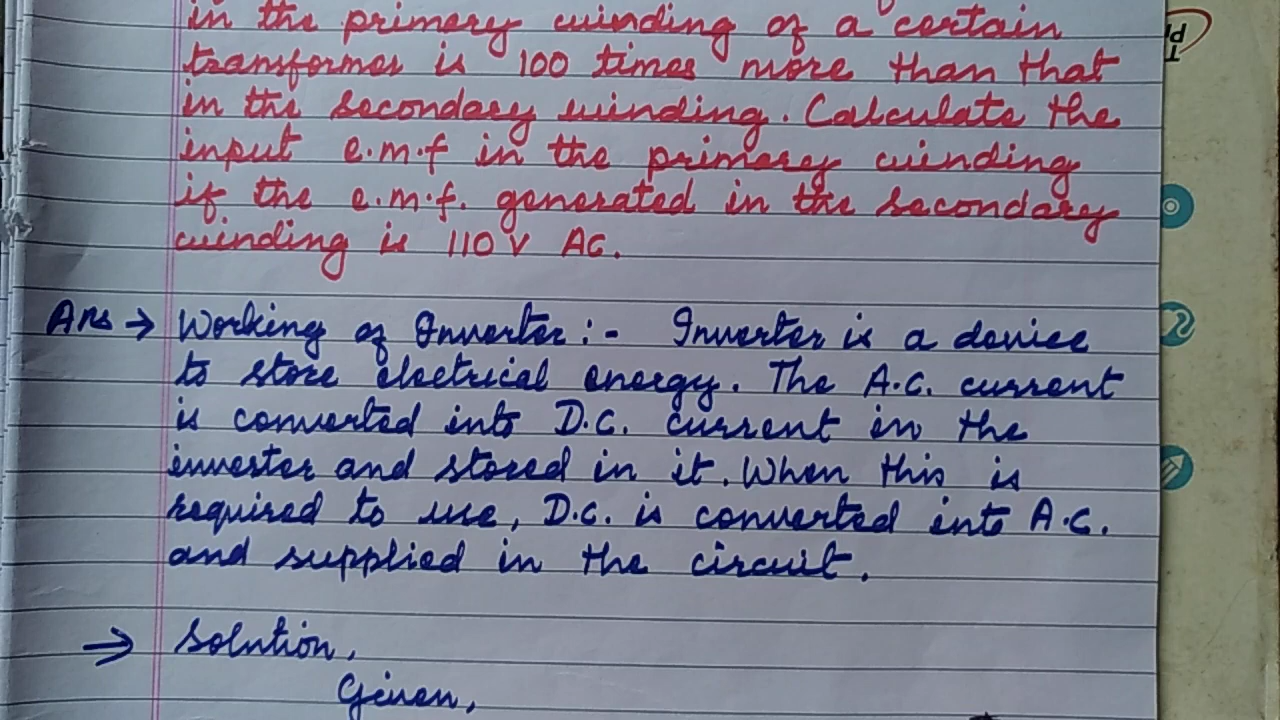 in the primary winding of a certain
transformer is 100 times more than that
in the secondary winding. Calculate the
input e.m.f in the primary winding
if the e.m.f. generated in the secondary
winding is 110 V AC.
Ans → Working of Inverter :- Inverter is a device
to store electrical energy. The A.C. current
is converted into D.C. current in the
inverter and stored in it. When this is
required to use, D.C. is converted into A.C.
and supplied in the circuit.
⇒ Solution,
Given,